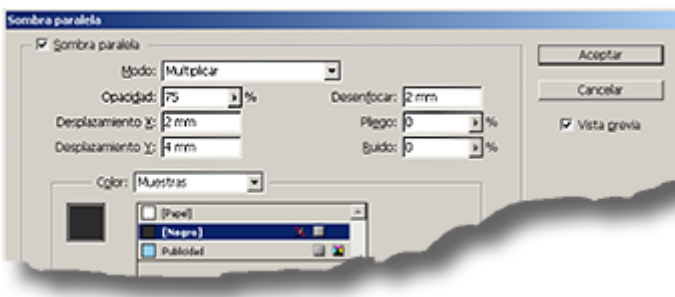 Sombra paralela
Sombra paralela
Modo: Multiplicar
Opacidad: 75 %
Desenfocar: 2 mm
Desplazamiento X: 2 mm
Pliego: 0 %
Desplazamiento Y: 4 mm
Ruido: 0 %
Color: Muestras
[Papel]
[Negro]
Publicidad
Aceptar
Cancelar
Vista previa